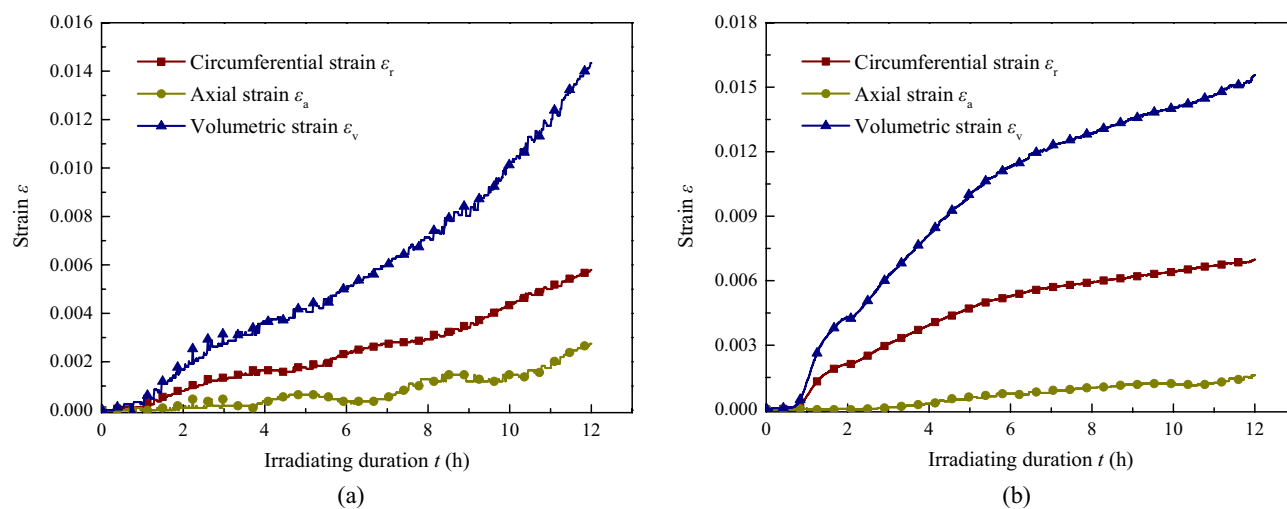 0.016
0.014
0.012
0.010
0.008
0.006
0.004
0.002
0.000
Strain ε
Circumferential strain εr
Axial strain εa
Volumetric strain εv
0 2 4 6 8 10 12
Irradiating duration t (h)
(a)
0.018
0.015
0.012
0.009
0.006
0.003
0.000
Strain ε
Circumferential strain εr
Axial strain εa
Volumetric strain εv
0 2 4 6 8 10 12
Irradiating duration t (h)
(b)